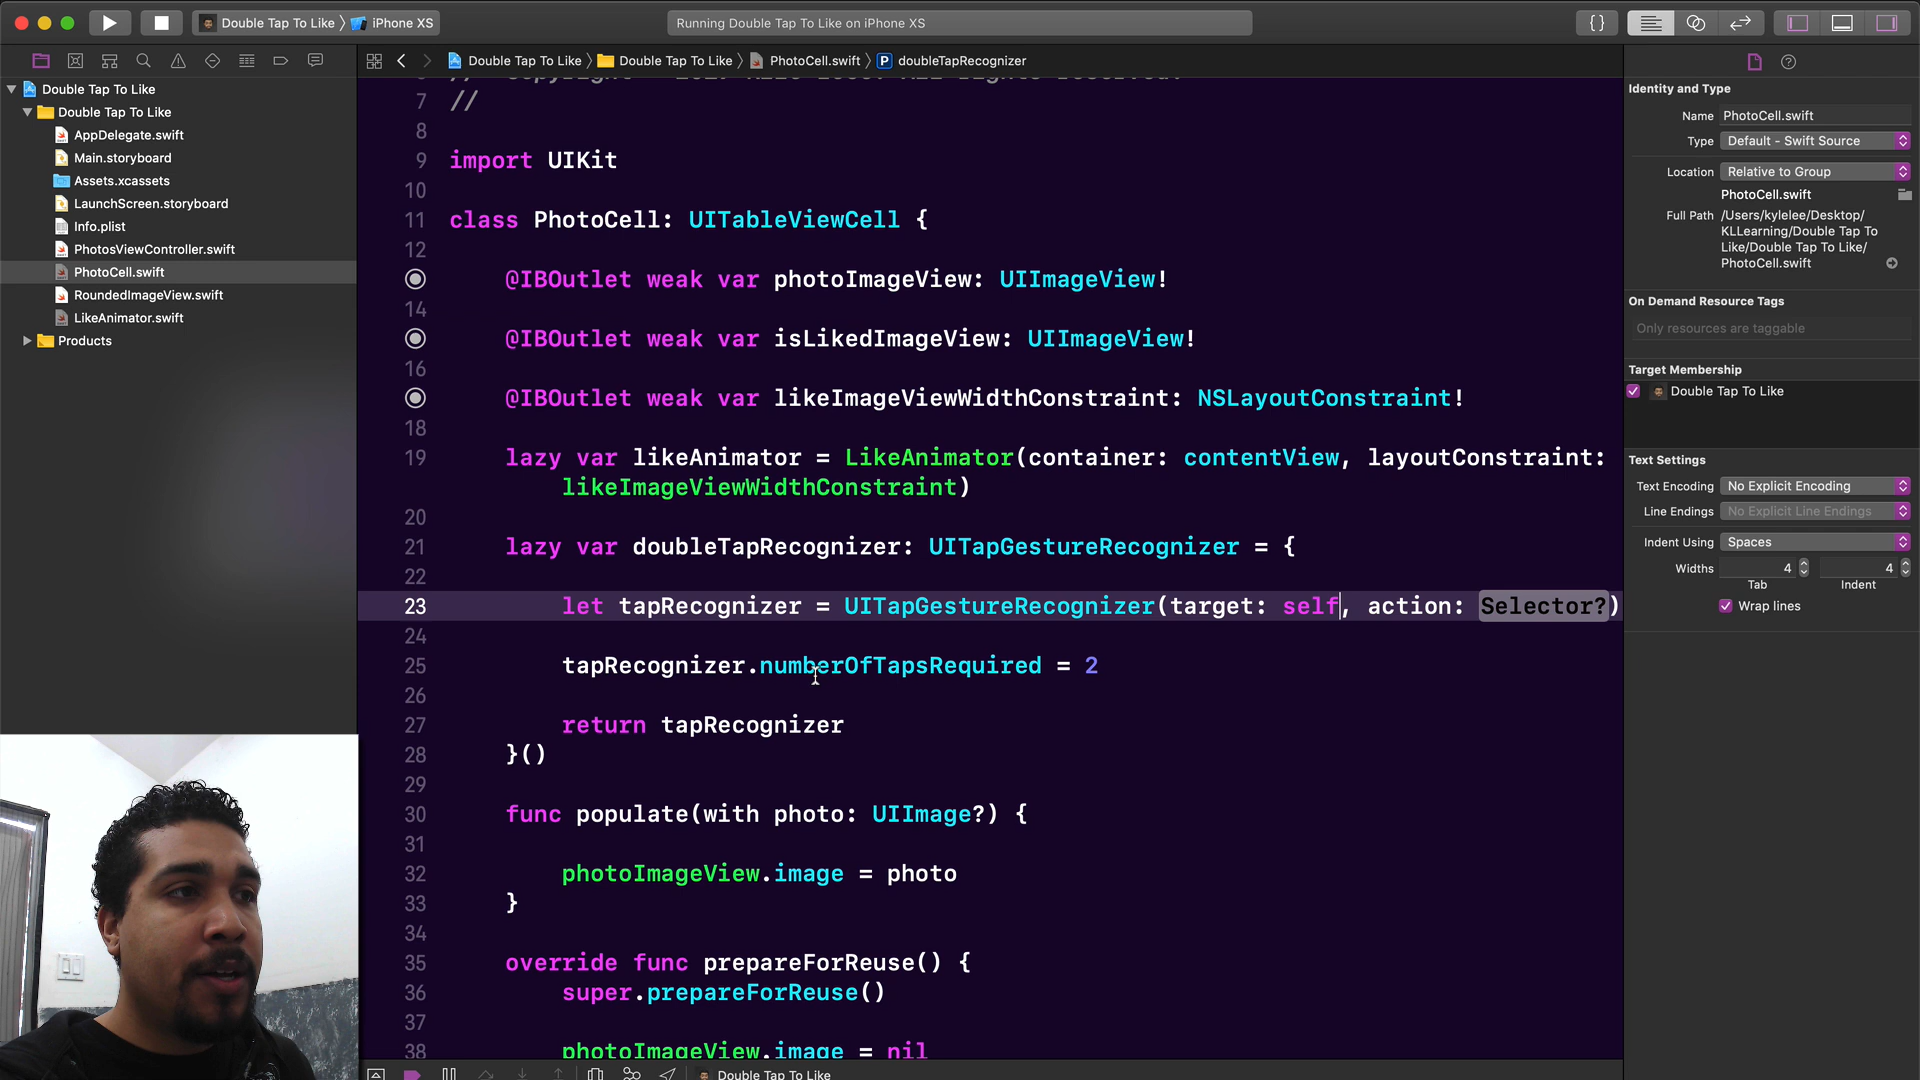 Double Tap To Like
iPhone XS
Running Double Tap To Like on iPhone XS
{ }
Double Tap To Like
Double Tap To Like
AppDelegate.swift
Main.storyboard
Assets.xcassets
LaunchScreen.storyboard
Info.plist
PhotosViewController.swift
PhotoCell.swift
RoundedImageView.swift
LikeAnimator.swift
Products
Double Tap To Like
Double Tap To Like
PhotoCell.swift
P doubleTapRecognizer
7 //
8
9 import UIKit
10
11 class PhotoCell: UITableViewCell {
12
@IBOutlet weak var photoImageView: UIImageView!
14
@IBOutlet weak var isLikedImageView: UIImageView!
16
@IBOutlet weak var likeImageViewWidthConstraint: NSLayoutConstraint!
18
19 lazy var likeAnimator = LikeAnimator(container: contentView, layoutConstraint:
likeImageViewWidthConstraint)
20
21 lazy var doubleTapRecognizer: UITapGestureRecognizer = {
22
23 let tapRecognizer = UITapGestureRecognizer(target: self, action: Selector?)
24
25 tapRecognizer.numberOfTapsRequired = 2
26
27 return tapRecognizer
28 }()
29
30 func populate(with photo: UIImage?) {
31
32 photoImageView.image = photo
33 }
34
35 override func prepareForReuse() {
36 super.prepareForReuse()
37
38 photoImageView.image = nil
Double Tap To Like
Identity and Type
Name PhotoCell.swift
Type Default - Swift Source
Location Relative to Group
PhotoCell.swift
Full Path /Users/kylelee/Desktop/
KLLearning/Double Tap To
Like/Double Tap To Like/
PhotoCell.swift
On Demand Resource Tags
Only resources are taggable
Target Membership
Double Tap To Like
Text Settings
Text Encoding No Explicit Encoding
Line Endings No Explicit Line Endings
Indent Using Spaces
Widths 4 4
Tab Indent
Wrap lines